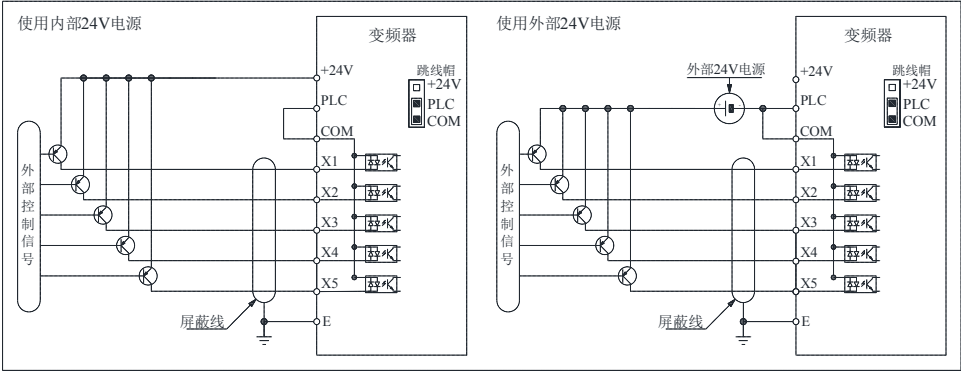 使用内部24V电源
变频器
+24V
跳线帽
+24V
PLC
PLC
COM
COM
X1
X2
X3
X4
X5
E
外部控制信号
屏蔽线
使用外部24V电源
变频器
外部24V电源
+24V
跳线帽
+24V
PLC
PLC
COM
COM
X1
X2
X3
X4
X5
E
外部控制信号
屏蔽线